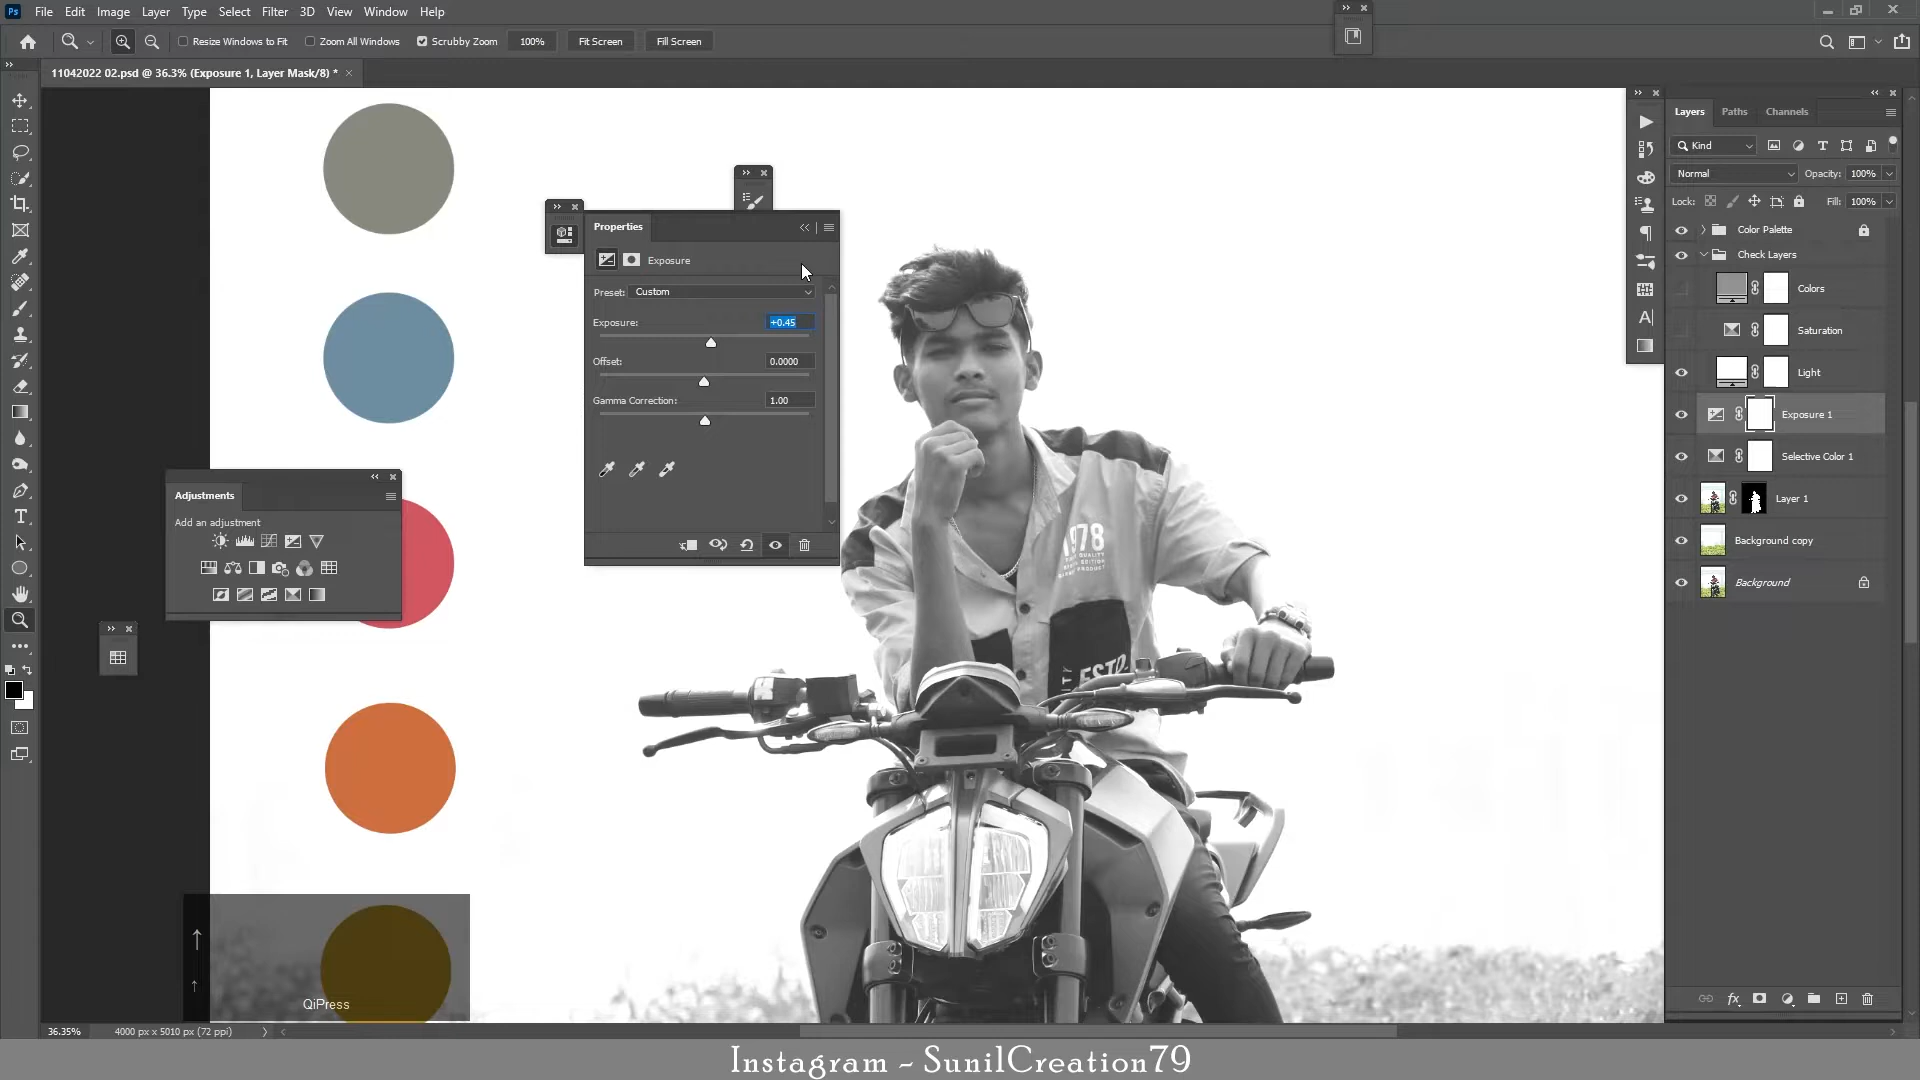 Ps File Edit Image Layer Type Select Filter 3D View Window Help
Resize Windows to Fit Zoom All Windows Scrubby Zoom 100% Fit Screen Fill Screen
11042022 02.psd @ 36.3% (Exposure 1, Layer Mask/8) *
Properties
Exposure
Preset: Custom
Exposure: +0.45
Offset: 0.0000
Gamma Correction: 1.00
Adjustments
Add an adjustment
1978
ESTD.
QiPress
Layers Paths Channels
Kind
Normal Opacity: 100%
Lock: Fill: 100%
Color Palette
Check Layers
Colors
Saturation
Light
Exposure 1
Selective Color 1
Layer 1
Background copy
Background
36.35% 4000 px x 5010 px (72 ppi)
Instagram - SunilCreation79